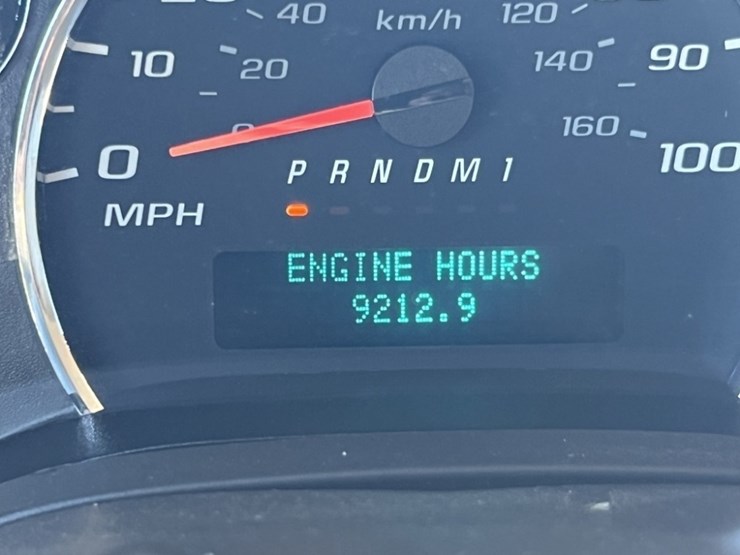 40 km/h 120
10 20 140 90
0 160 100
P R N D M 1
MPH
ENGINE HOURS
9212.9